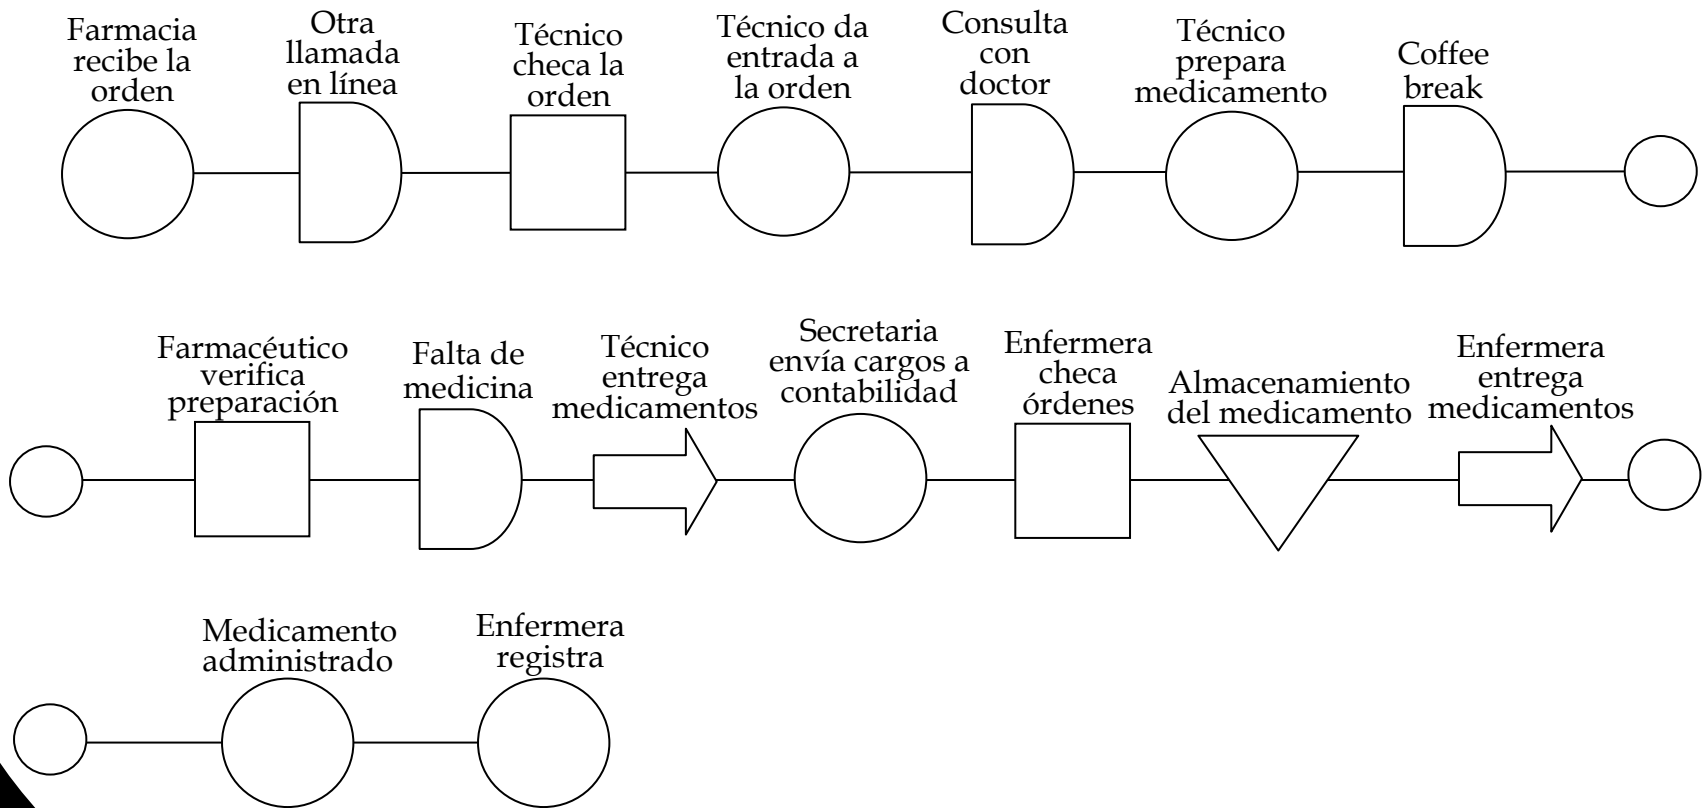 Farmacia
recibe la
orden
Otra
llamada
en línea
Técnico
checa la
orden
Técnico da
entrada a
la orden
Consulta
con
doctor
Técnico
prepara
medicamento
Coffee
break
Farmacéutico
verifica
preparación
Falta de
medicina
Técnico
entrega
medicamentos
Secretaria
envía cargos a
contabilidad
Enfermera
checa
órdenes
Almacenamiento
del medicamento
Enfermera
entrega
medicamentos
Medicamento
administrado
Enfermera
registra